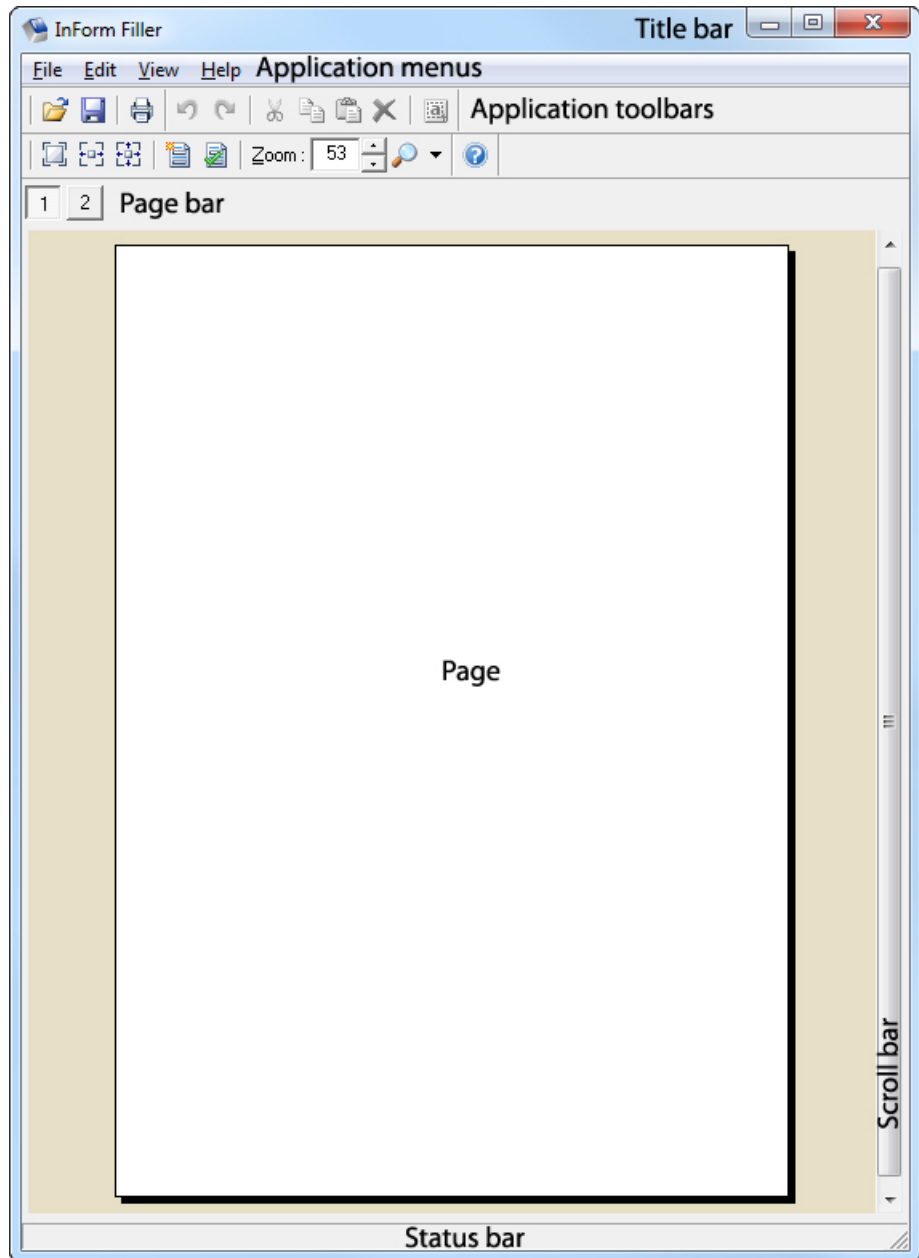 InForm Filler Title bar
File Edit View Help Application menus
a Application toolbars
Zoom: 53 ?
1 2 Page bar
Page
Scroll bar
Status bar